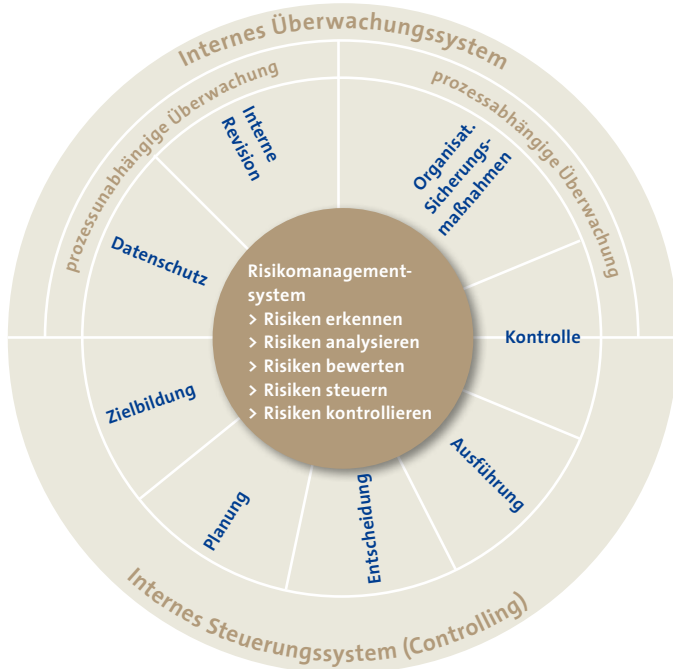 Internes Überwachungssystem
prozessunabhängige Überwachung
prozessabhängige Überwachung
Interne
Revision
Organisat.
Sicherungs-
maßnahmen
Datenschutz
Risikomanagement-
system
> Risiken erkennen
> Risiken analysieren
> Risiken bewerten
> Risiken steuern
> Risiken kontrollieren
Kontrolle
Zielbildung
Ausführung
Planung
Entscheidung
Internes Steuerungssystem (Controlling)